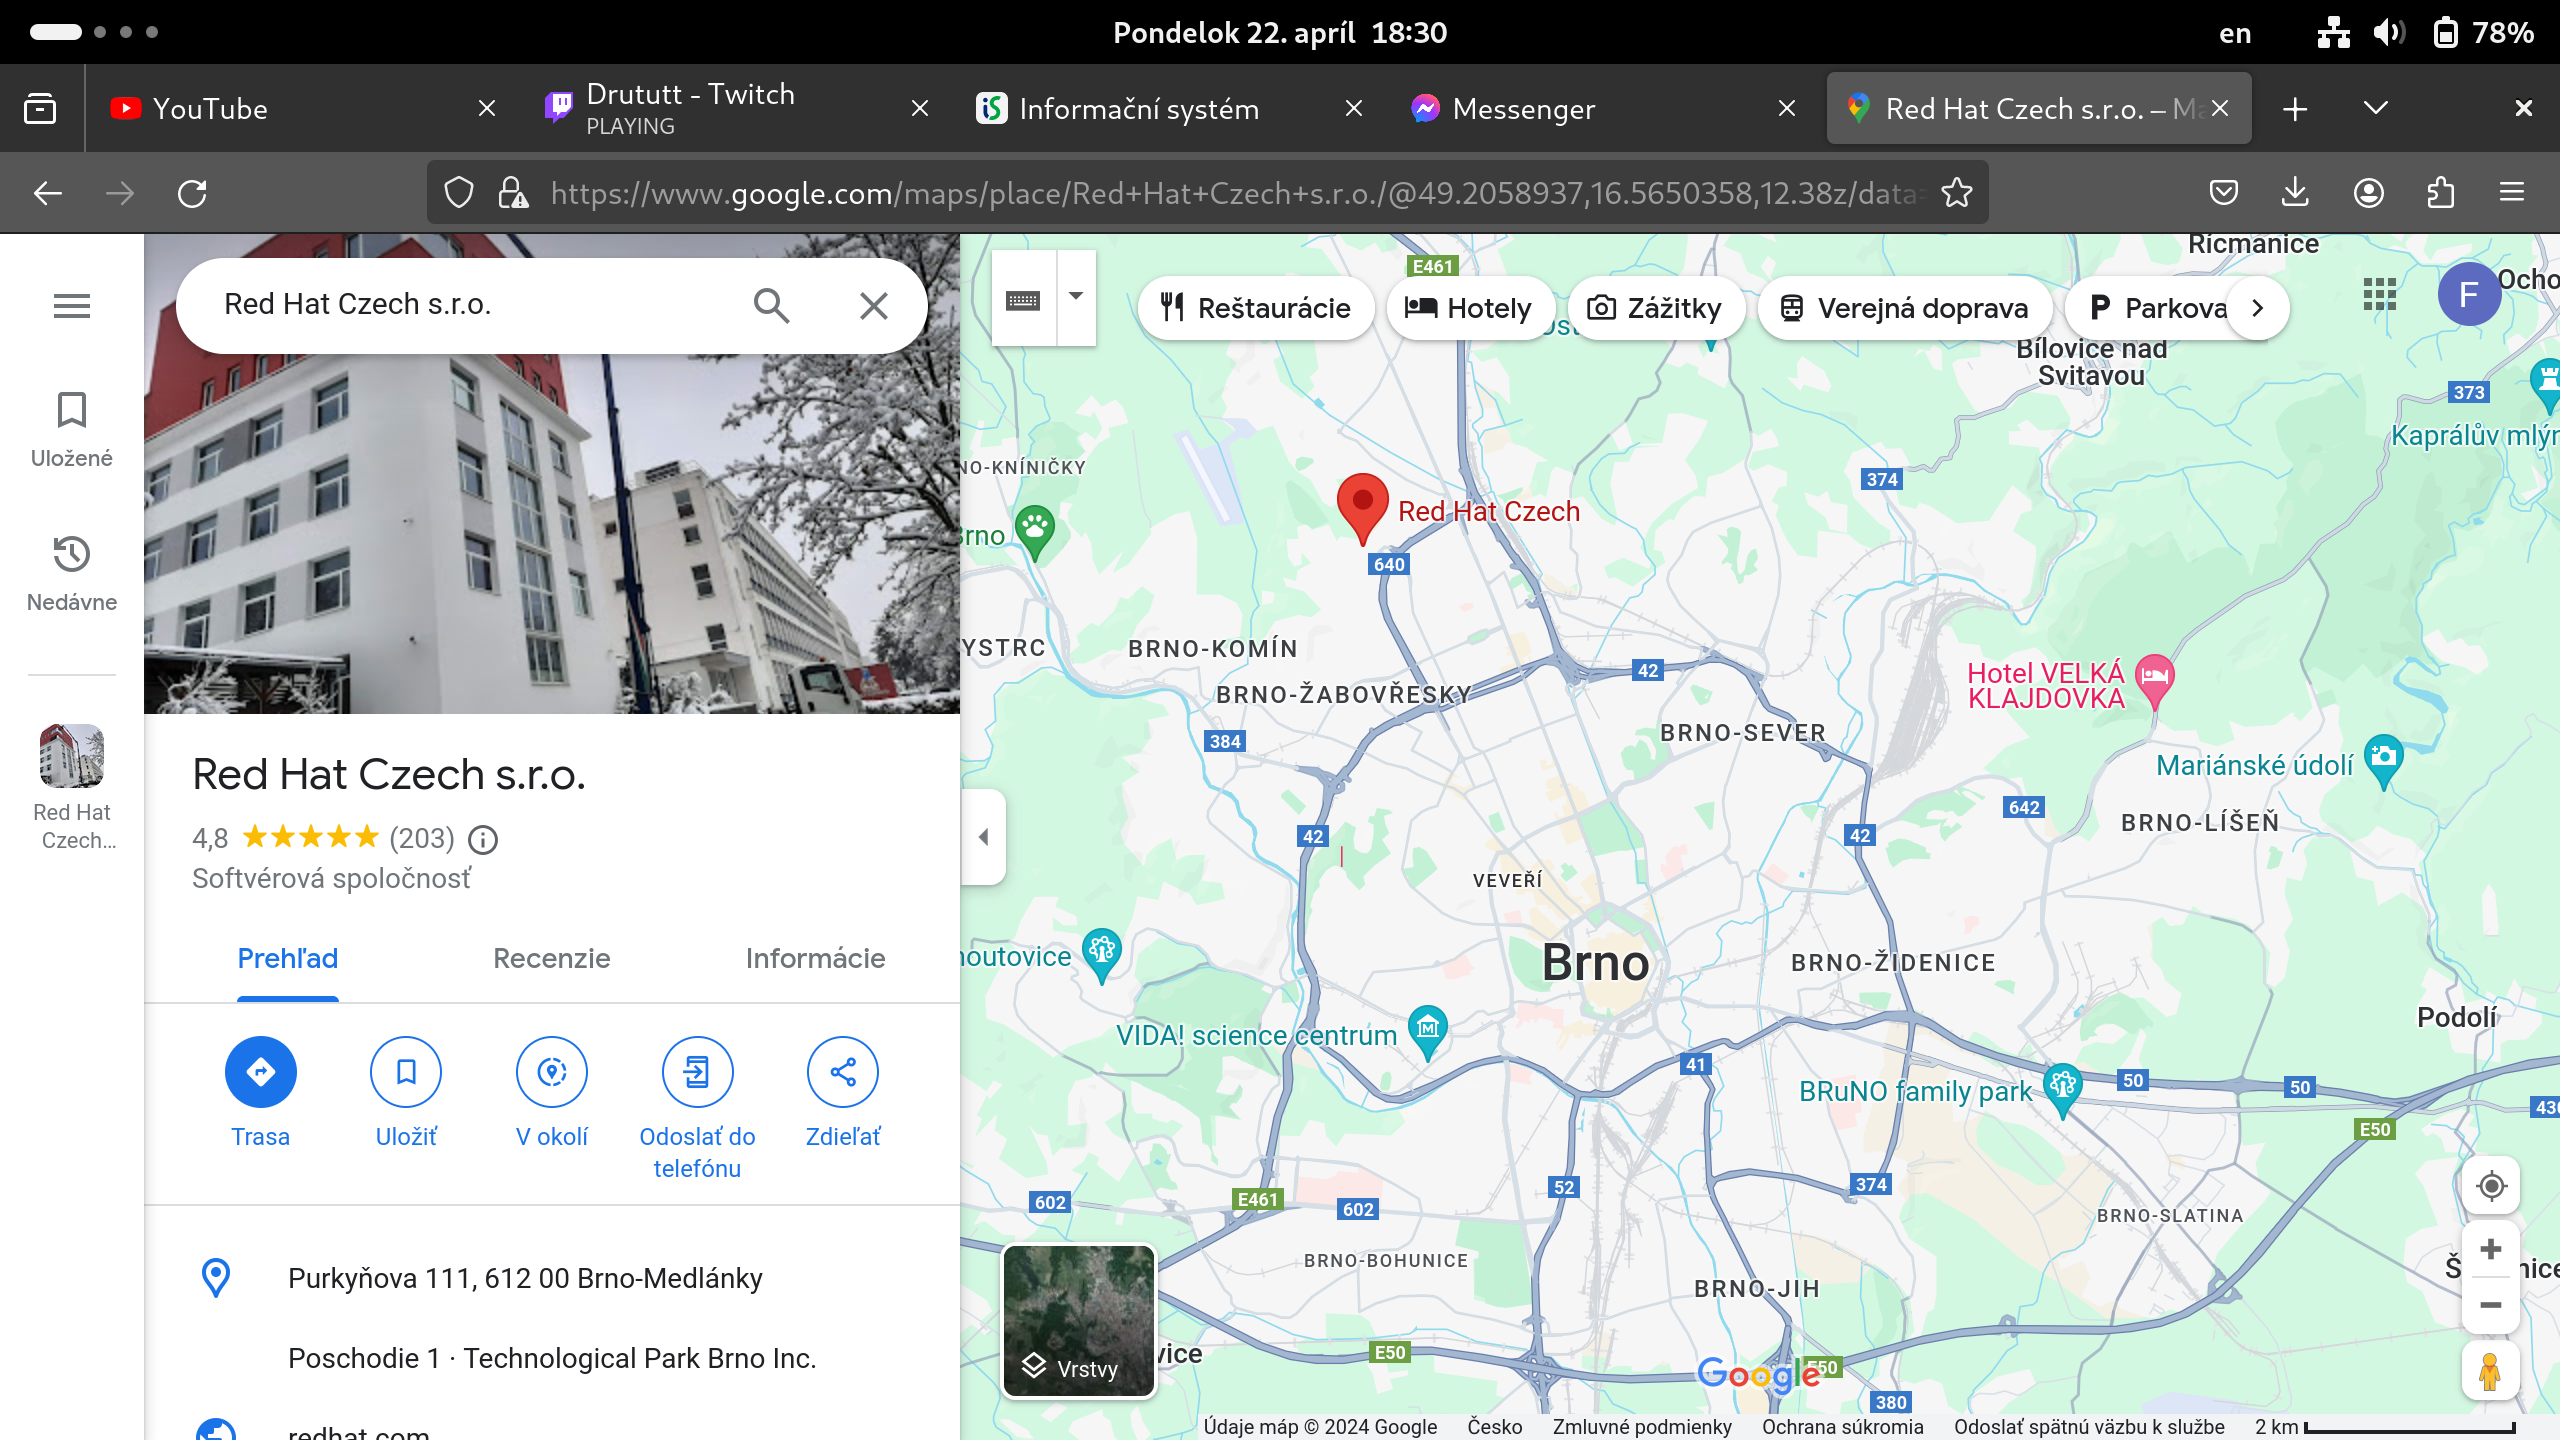 Pondelok 22. apríl 18:30
en
78%
YouTube
Drututt - Twitch
PLAYING
Informační systém
Messenger
Red Hat Czech s.r.o. – Ma
https://www.google.com/maps/place/Red+Hat+Czech+s.r.o./@49.2058937,16.5650358,12.38z/data=
Red Hat Czech s.r.o.
Uložené
Nedávne
Red Hat
Czech...
Red Hat Czech s.r.o.
4,8 (203)
Softvérová spoločnosť
Prehľad
Recenzie
Informácie
Trasa
Uložiť
V okolí
Odoslať do
telefónu
Zdieľať
Purkyňova 111, 612 00 Brno-Medlánky
Poschodie 1 · Technological Park Brno Inc.
redhat.com
Reštaurácie
Hotely
Zážitky
Verejná doprava
P Parkova
F
E461
Řícmanice
Ocho
Bílovice nad
Svitavou
373
Kaprálův mlýn
374
NO-KNÍNIČKY
Brno
Red Hat Czech
640
YSTRC
BRNO-KOMÍN
BRNO-ŽABOVŘESKY
42
BRNO-SEVER
Hotel VELKÁ
KLAJDOVKA
384
Mariánské údolí
642
BRNO-LÍŠEŇ
42
42
VEVEŘÍ
Brno
BRNO-ŽIDENICE
houtovice
Podolí
VIDA! science centrum
41
BRuNO family park
50
50
430
E50
602
E461
602
52
374
BRNO-SLATINA
BRNO-BOHUNICE
BRNO-JIH
vice
E50
E50
380
Vrstvy
Google
Údaje máp © 2024 Google
Česko
Zmluvné podmienky
Ochrana súkromia
Odoslať spätnú väzbu k službe
2 km